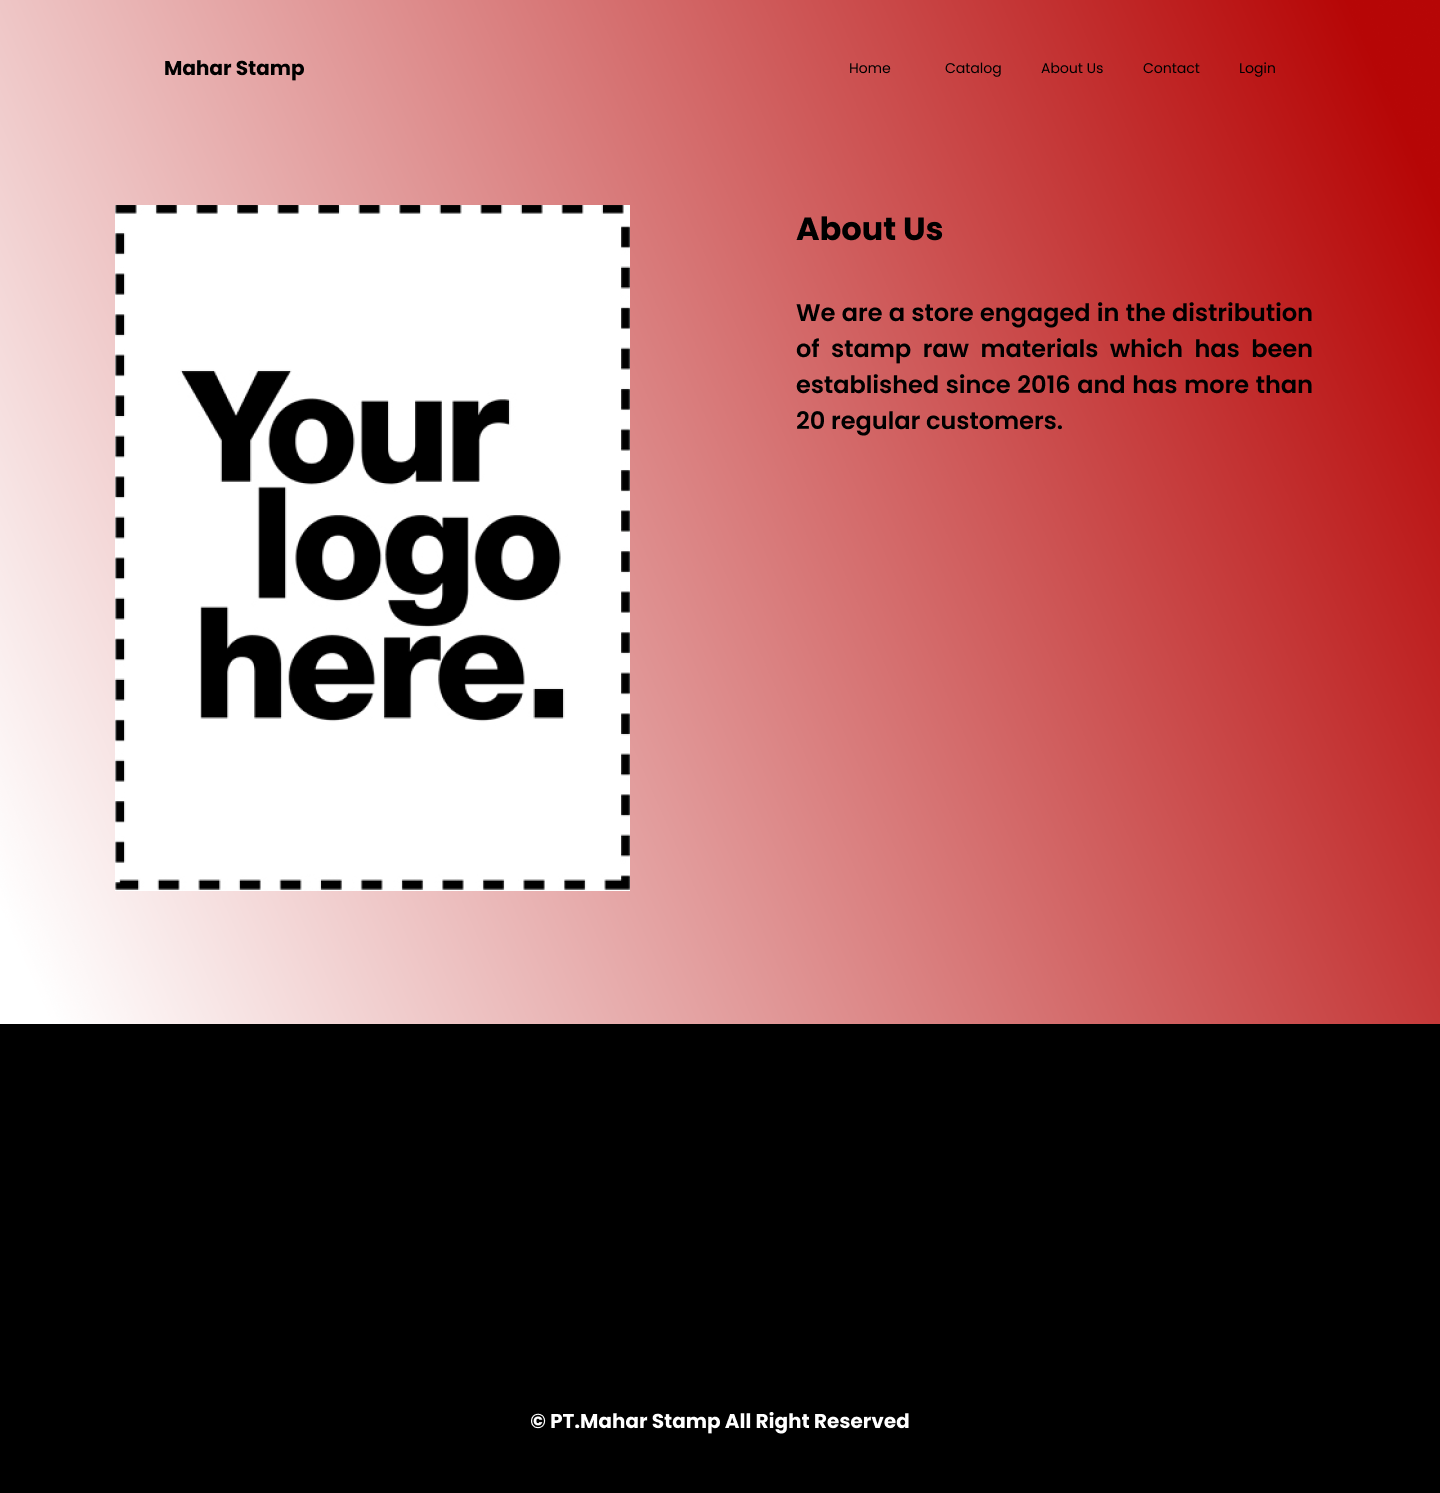 Mahar Stamp
Home Catalog About Us Contact Login
Your
logo
here.
About Us
We are a store engaged in the distribution
of stamp raw materials which has been
established since 2016 and has more than
20 regular customers.
© PT.Mahar Stamp All Right Reserved